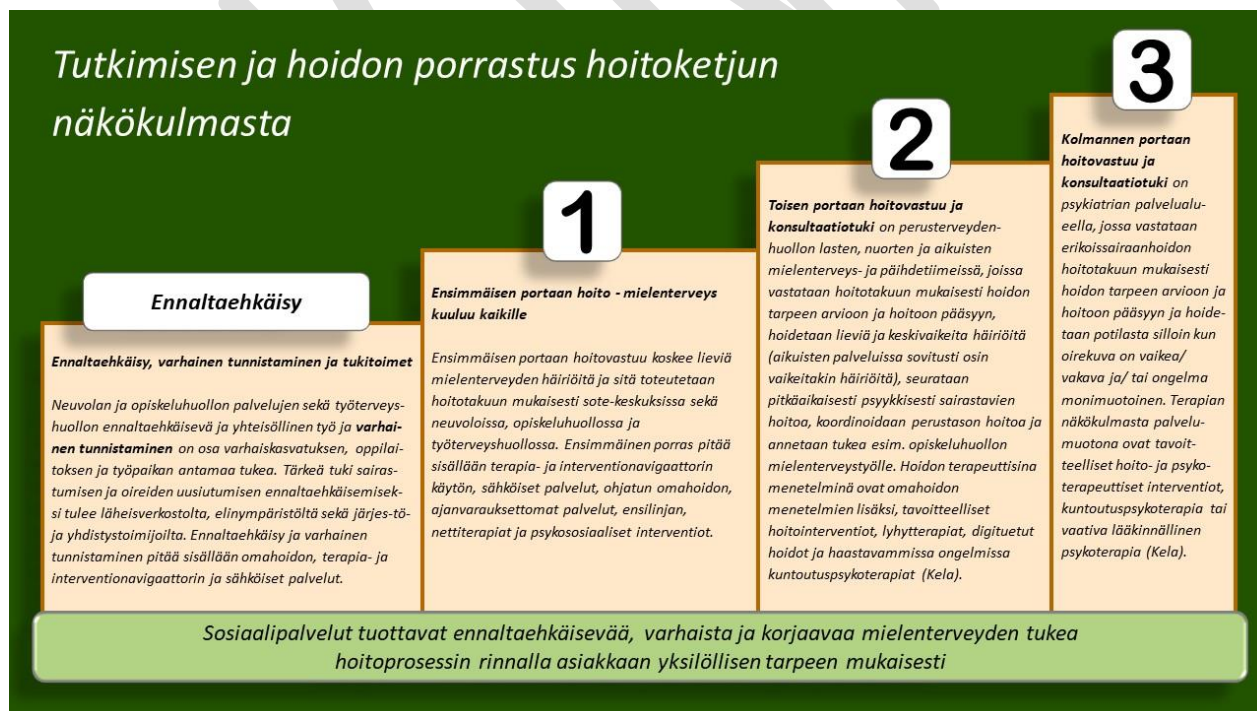 Tutkimisen ja hoidon porrastus hoitoketjun
näkökulmasta
Ennaltaehkäisy
Ennaltaehkäisy, varhainen tunnistaminen ja tukitoimet
Neuvolan ja opiskeluhuollon palvelujen sekä työterveys-
huollon ennaltaehkäisevä ja yhteisöllinen työ ja varhai-
nen tunnistaminen on osa varhaiskasvatuksen, oppilai-
toksen ja työpaikan antamaa tukea. Tärkeä tuki sairas-
tumisen ja oireiden uusiutumisen ennaltaehkäisemisek-
si tulee läheisverkostolta, elinympäristöltä sekä järjes-tö-
ja yhdistystoimijoilta. Ennaltaehkäisy ja varhainen
tunnistaminen pitää sisällään omahoidon, terapia- ja
interventionavigaattorin ja sähköiset palvelut.
1
Ensimmäisen portaan hoito - mielenterveys
kuuluu kaikille
Ensimmäisen portaan hoitovastuu koskee lieviä
mielenterveyden häiriöitä ja sitä toteutetaan
hoitotakuun mukaisesti sote-keskuksissa sekä
neuvoloissa, opiskeluhuollossa ja
työterveyshuollossa. Ensimmäinen porras pitää
sisällään terapia- ja interventionavigaattorin
käytön, sähköiset palvelut, ohjatun omahoidon,
ajanvarauksettomat palvelut, ensilinjan,
nettiterapiat ja psykososiaaliset interventiot.
2
Toisen portaan hoitovastuu ja
konsultaatiotuki on perusterveyden-
huollon lasten, nuorten ja aikuisten
mielenterveys- ja päihdetiimeissä, joissa
vastataan hoitotakuun mukaisesti hoidon
tarpeen arvioon ja hoitoon pääsyyn,
hoidetaan lieviä ja keskivaikeita häiriöitä
(aikuisten palveluissa sovitusti osin
vaikeitakin häiriöitä), seurataan
pitkäaikaisesti psyykkisesti sairastavien
hoitoa, koordinoidaan perustason hoitoa ja
annetaan tukea esim. opiskeluhuollon
mielenterveystyölle. Hoidon terapeuttisina
menetelminä ovat omahoidon
menetelmien lisäksi, tavoitteelliset
hoitointerventiot, lyhytterapiat, digituetut
hoidot ja haastavammissa ongelmissa
kuntoutuspsykoterapiat (Kela).
3
Kolmannen portaan
hoitovastuu ja
konsultaatiotuki on
psykiatrian palvelualu-
eella, jossa vastataan
erikoissairaanhoidon
hoitotakuun mukaisesti
hoidon tarpeen arvioon ja
hoitoon pääsyyn ja hoide-
taan potilasta silloin kun
oirekuva on vaikea/
vakava ja/ tai ongelma
monimuotoinen. Terapian
näkökulmasta palvelu-
muotona ovat tavoit-
teelliset hoito- ja psyko-
terapeuttiset interventiot,
kuntoutuspsykoterapia tai
vaativa lääkinnällinen
psykoterapia (Kela).
Sosiaalipalvelut tuottavat ennaltaehkäisevää, varhaista ja korjaavaa mielenterveyden tukea
hoitoprosessin rinnalla asiakkaan yksilöllisen tarpeen mukaisesti